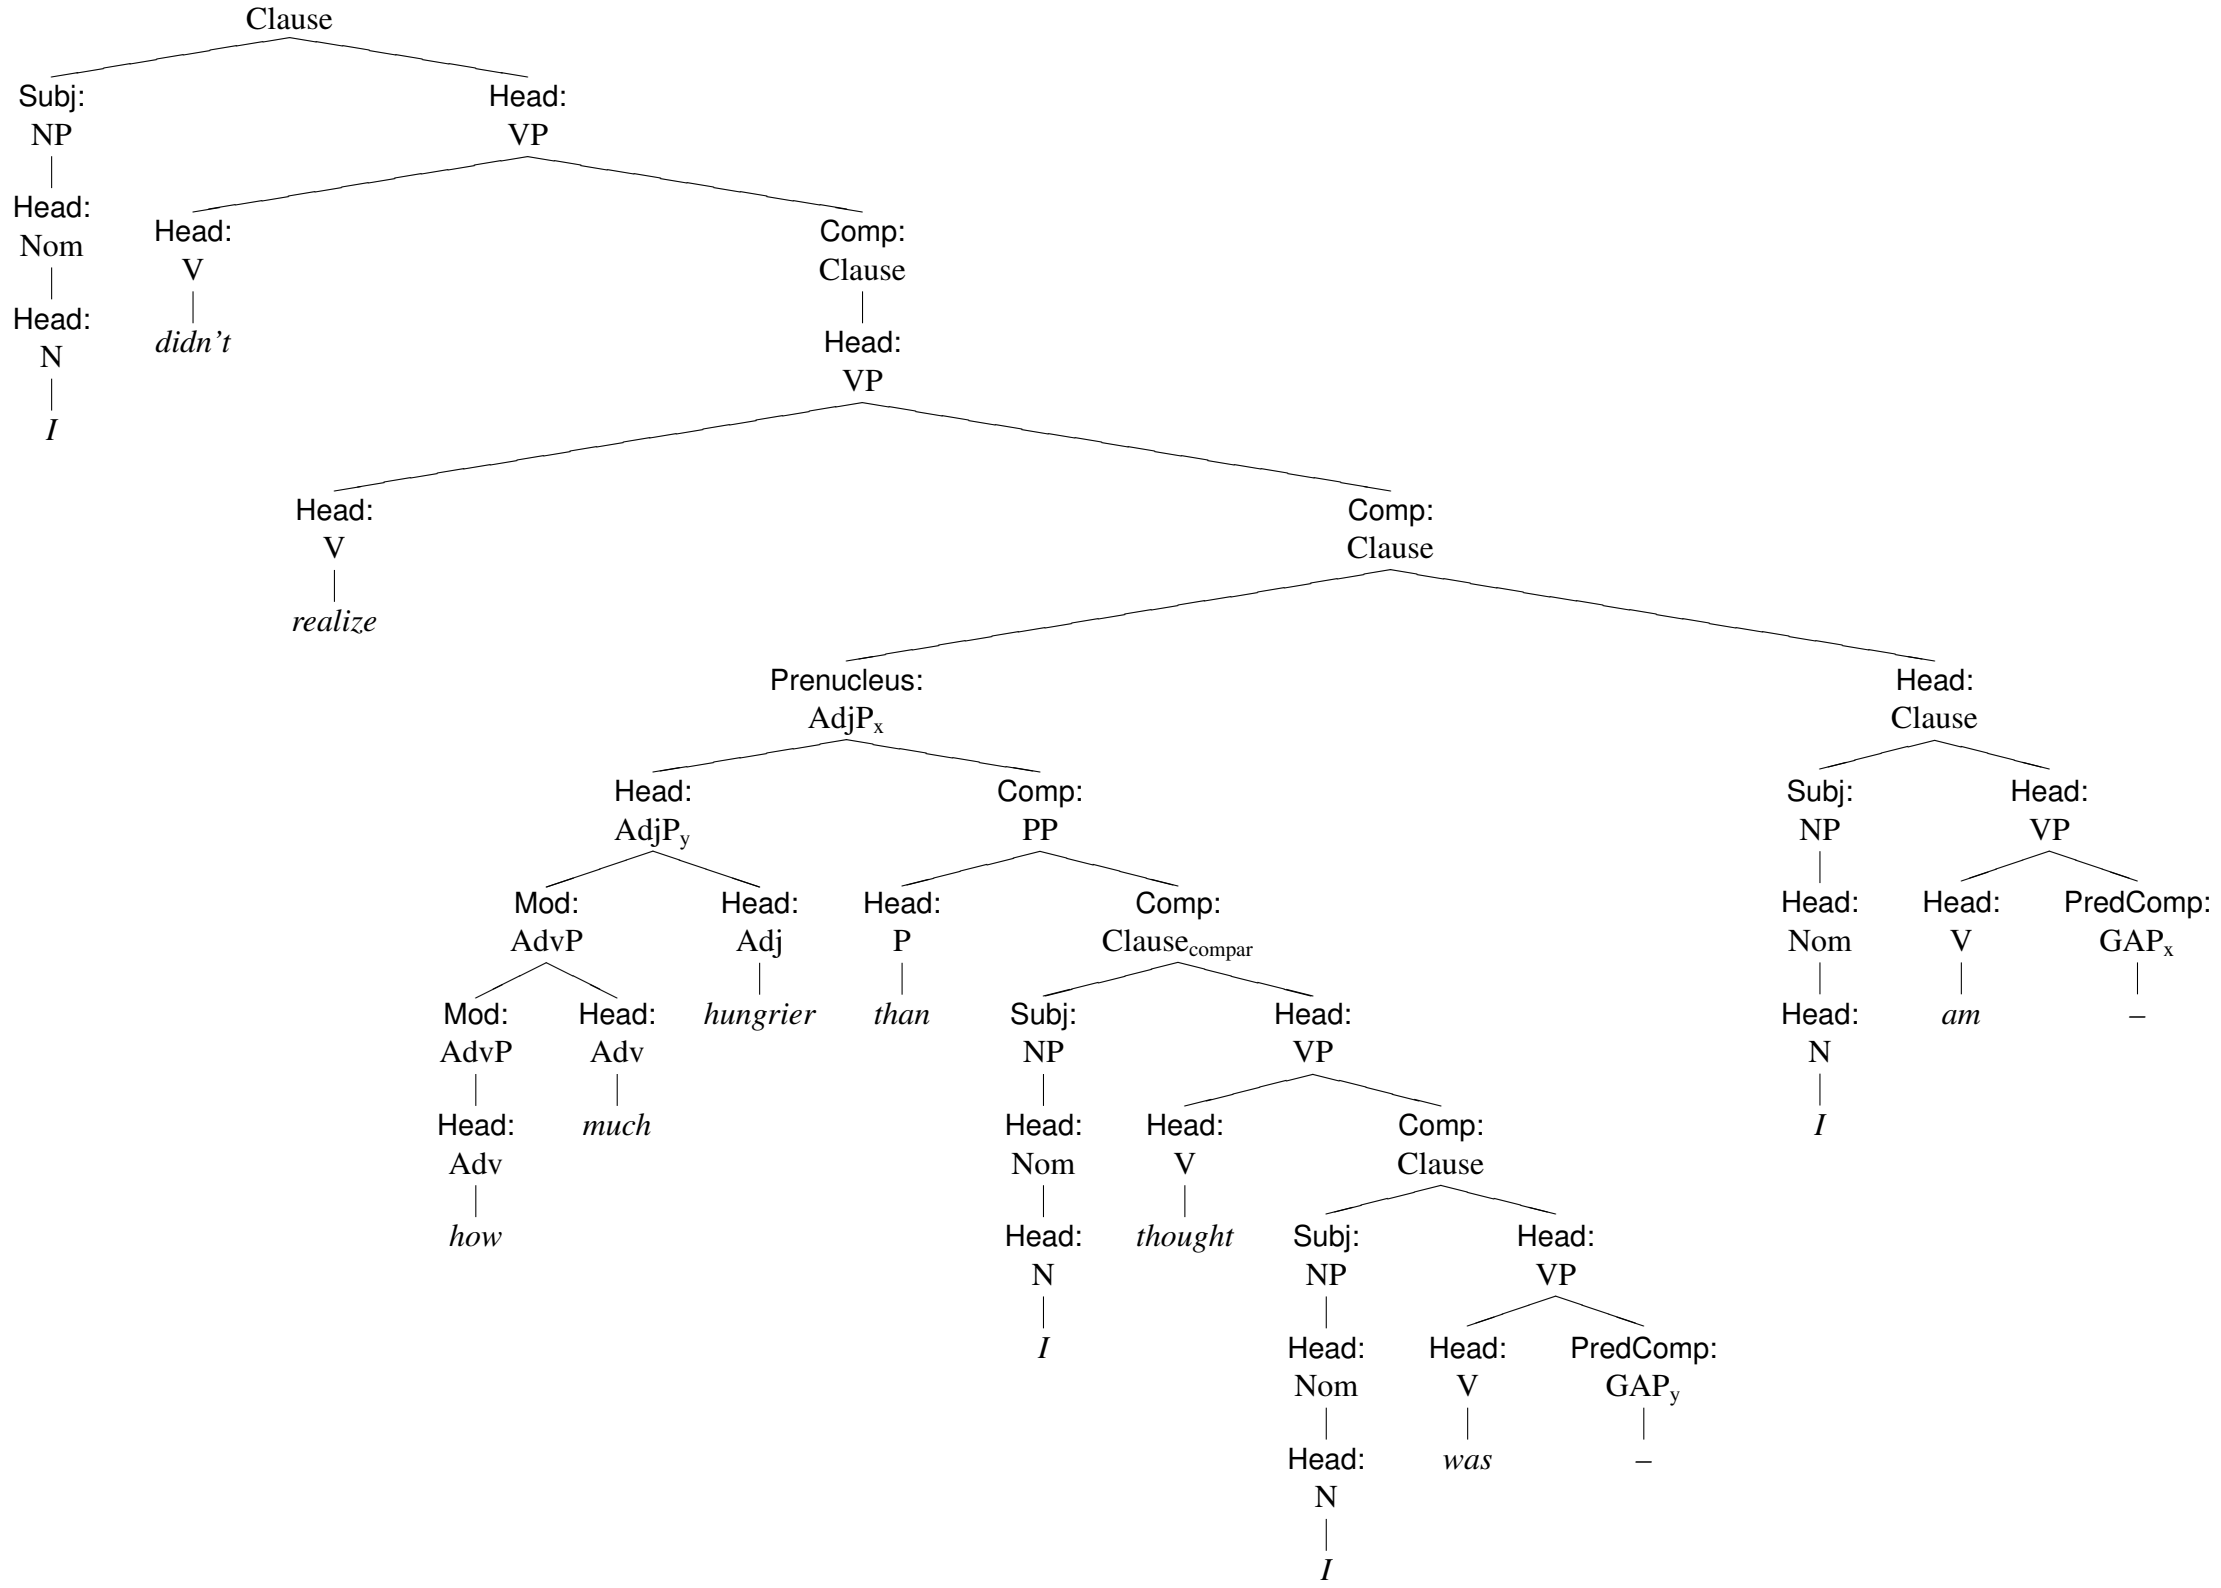 Clause
Subj: Head:
NP VP
Head: Head: Comp:
Nom V Clause
Head: didn't Head:
N VP
I
Head: Comp:
V Clause
realize
Prenucleus: Head:
AdjPx Clause
Head: Comp: Subj: Head:
AdjPy PP NP VP
Mod: Head: Head: Comp: Head: Head: PredComp:
AdvP Adj P Clausecompar Nom V GAPx
Mod: Head: hungrier than Subj: Head: Head: am –
AdvP Adv NP VP N
Head: much Head: Head: Comp: I
Adv Nom V Clause
how Head: thought Subj: Head:
N NP VP
I Head: Head: PredComp:
Nom V GAPy
Head: was –
N
I